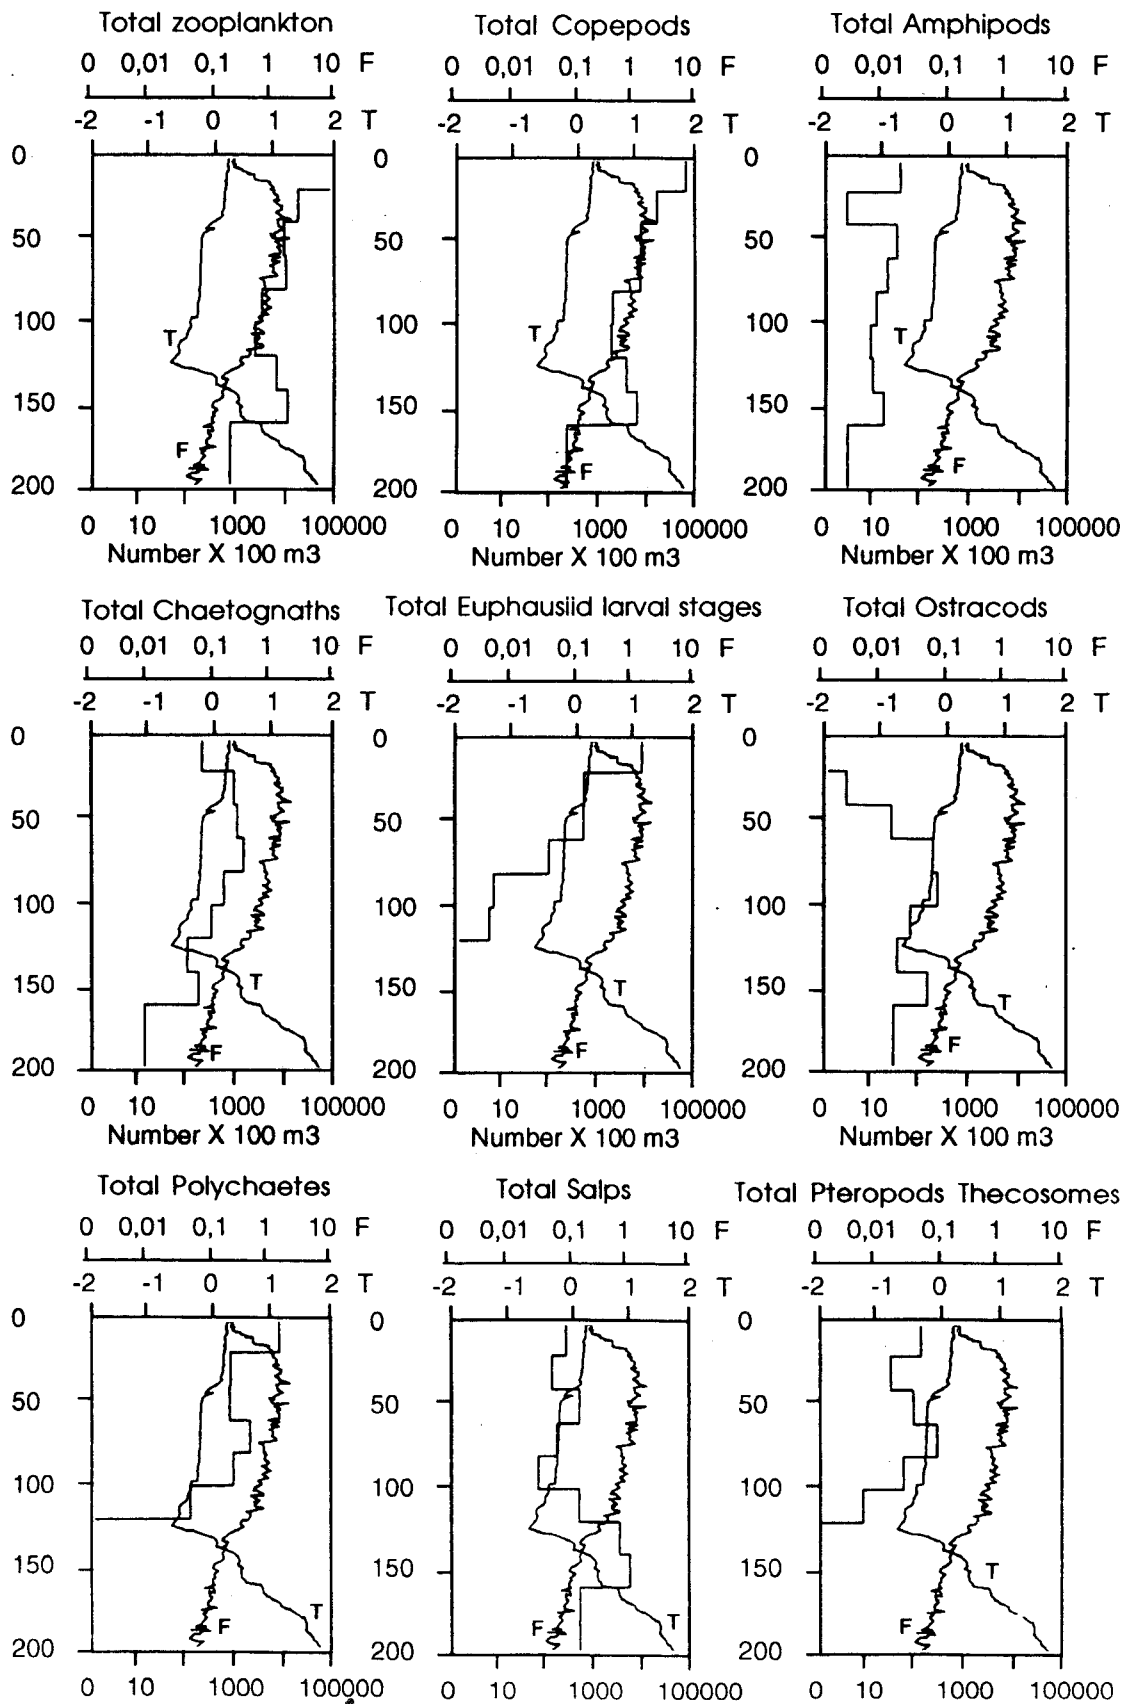 Total zooplankton Total Copepods Total Amphipods
0 0,01 0,1 1 10 F 0 0,01 0,1 1 10 F 0 0,01 0,1 1 10 F
-2 -1 0 1 2 T -2 -1 0 1 2 T -2 -1 0 1 2 T
0 0 0
50 50 50
100 100 100
T T T
150 150 150
F F F
200 200 200
0 10 1000 100000 0 10 1000 100000 0 10 1000 100000
Number X 100 m3 Number X 100 m3 Number X 100 m3
Total Chaetognaths Total Euphausiid larval stages Total Ostracods
0 0,01 0,1 1 10 F 0 0,01 0,1 1 10 F 0 0,01 0,1 1 10 F
-2 -1 0 1 2 T -2 -1 0 1 2 T -2 -1 0 1 2 T
0 0 0
50 50 50
100 100 100
150 T 150 T 150 T
F F F
200 200 200
0 10 1000 100000 0 10 1000 100000 0 10 1000 100000
Number X 100 m3 Number X 100 m3 Number X 100 m3
Total Polychaetes Total Salps Total Pteropods Thecosomes
0 0,01 0,1 1 10 F 0 0,01 0,1 1 10 F 0 0,01 0,1 1 10 F
-2 -1 0 1 2 T -2 -1 0 1 2 T -2 -1 0 1 2 T
0 0 0
50 50 50
100 100 100
150 150 150 T
F T F T F
200 200 200
0 10 1000 100000 0 10 1000 100000 0 10 1000 100000